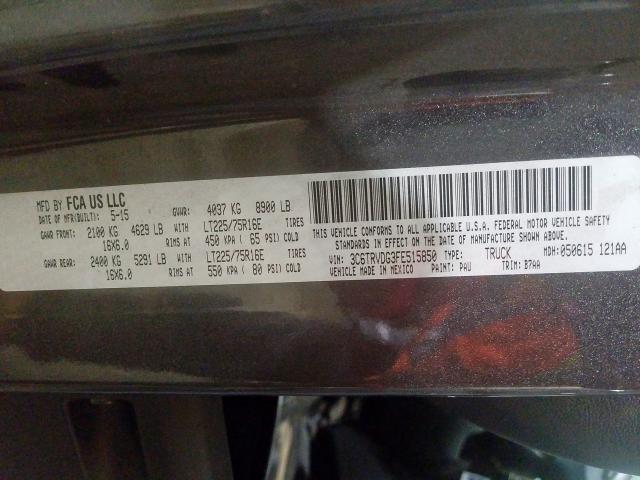 MFD BY FCA US LLC
DATE OF MFR(BUILT): 5-15 GVWR: 4037 KG 8900 LB
GAWR FRONT: 2100 KG 4629 LB WITH LT225/75R16E TIRES
16X6.0 RIMS AT 450 KPA ( 65 PSI) COLD
GAWR REAR: 2400 KG 5291 LB WITH LT225/75R16E TIRES
16X6.0 RIMS AT 550 KPA ( 80 PSI) COLD
THIS VEHICLE CONFORMS TO ALL APPLICABLE U.S.A. FEDERAL MOTOR VEHICLE SAFETY
STANDARDS IN EFFECT ON THE DATE OF MANUFACTURE SHOWN ABOVE.
VIN: 3C6TRVDG3FE515850 TYPE: TRUCK MDH: 050615 121AA
MADE IN MEXICO PAINT: PAU TRIM: B7AA